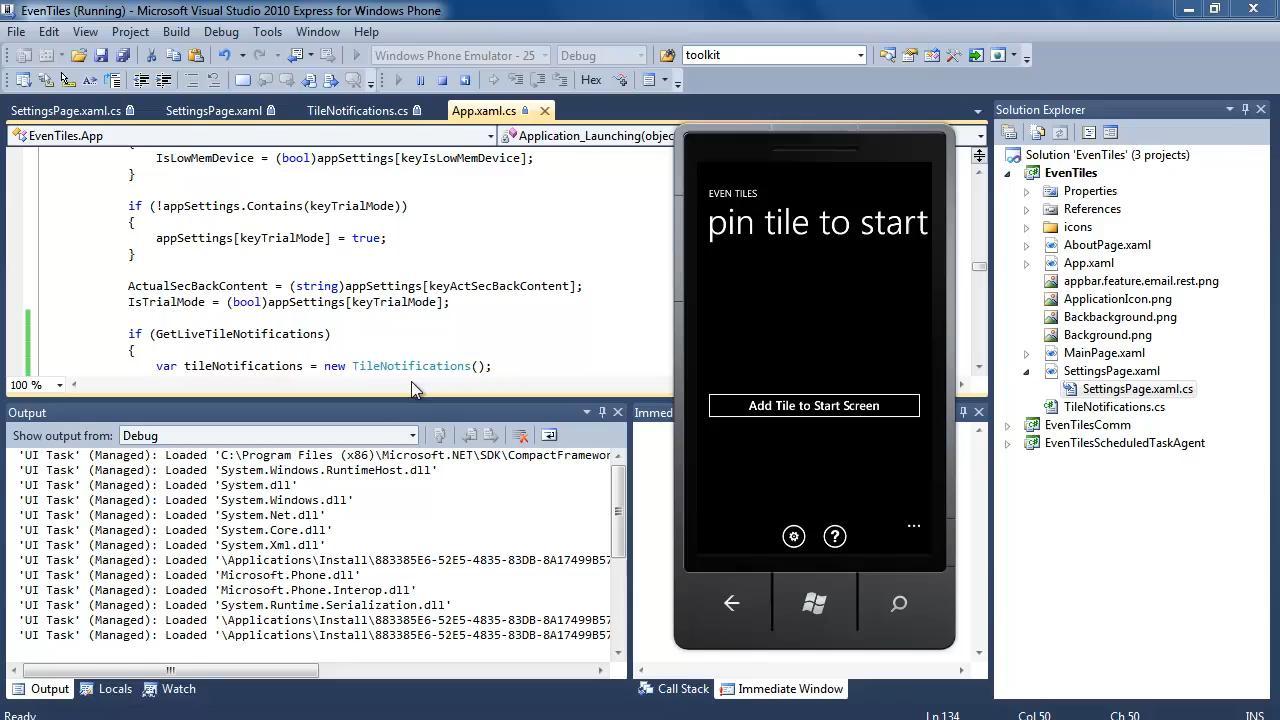 EvenTiles (Running) - Microsoft Visual Studio 2010 Express for Windows Phone
File Edit View Project Build Debug Tools Window Help
Windows Phone Emulator - 25 Debug toolkit
Hex
SettingsPage.xaml.cs SettingsPage.xaml TileNotifications.cs App.xaml.cs
EvenTiles.App Application_Launching(objec
IsLowMemDevice = (bool)appSettings[keyIsLowMemDevice];
}
if (!appSettings.Contains(keyTrialMode))
{
appSettings[keyTrialMode] = true;
}
ActualSecBackContent = (string)appSettings[keyActSecBackContent];
IsTrialMode = (bool)appSettings[keyTrialMode];
if (GetLiveTileNotifications)
{
var tileNotifications = new TileNotifications();
100 %
Output
Show output from: Debug
'UI Task' (Managed): Loaded 'C:\Program Files (x86)\Microsoft.NET\SDK\CompactFramewor
'UI Task' (Managed): Loaded 'System.Windows.RuntimeHost.dll'
'UI Task' (Managed): Loaded 'System.dll'
'UI Task' (Managed): Loaded 'System.Windows.dll'
'UI Task' (Managed): Loaded 'System.Net.dll'
'UI Task' (Managed): Loaded 'System.Core.dll'
'UI Task' (Managed): Loaded 'System.Xml.dll'
'UI Task' (Managed): Loaded '\Applications\Install\883385E6-52E5-4835-83DB-8A17499B57
'UI Task' (Managed): Loaded 'Microsoft.Phone.dll'
'UI Task' (Managed): Loaded 'Microsoft.Phone.Interop.dll'
'UI Task' (Managed): Loaded 'System.Runtime.Serialization.dll'
'UI Task' (Managed): Loaded '\Applications\Install\883385E6-52E5-4835-83DB-8A17499B57
'UI Task' (Managed): Loaded '\Applications\Install\883385E6-52E5-4835-83DB-8A17499B57
Output Locals Watch
Immed
EVEN TILES
pin tile to start
Add Tile to Start Screen
...
Call Stack Immediate Window
Solution Explorer
Solution 'EvenTiles' (3 projects)
EvenTiles
Properties
References
icons
AboutPage.xaml
App.xaml
appbar.feature.email.rest.png
ApplicationIcon.png
Backbackground.png
Background.png
MainPage.xaml
SettingsPage.xaml
SettingsPage.xaml.cs
TileNotifications.cs
EvenTilesComm
EvenTilesScheduledTaskAgent
Ready Ln 134 Col 50 Ch 50 INS